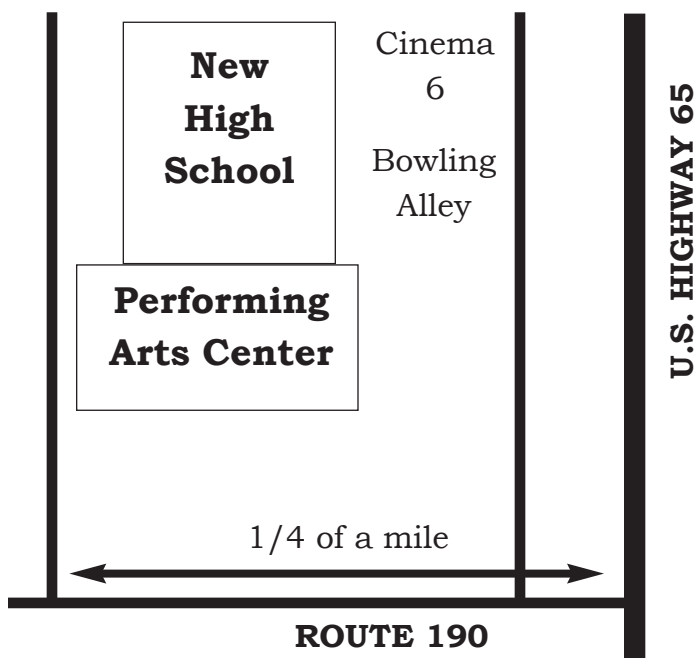 New
High
School
Cinema
6
Bowling
Alley
Performing
Arts Center
U.S. HIGHWAY 65
1/4 of a mile
ROUTE 190